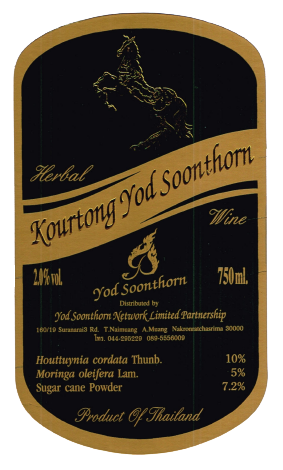 Herbal
Kourtong Yod Soonthorn
Wine
2.0% vol.
750 ml.
Yod Soonthorn
Distributed by
Yod Soonthorn Network Limited Partnership
160/19 Suranarai3 Rd. T.Naimuang A.Muang Nakornratchasrima 30000
โทร. 044-295229 089-5556009
Houttuynia cordata Thunb. 10%
Moringa oleifera Lam. 5%
Sugar cane Powder 7.2%
Product Of Thailand